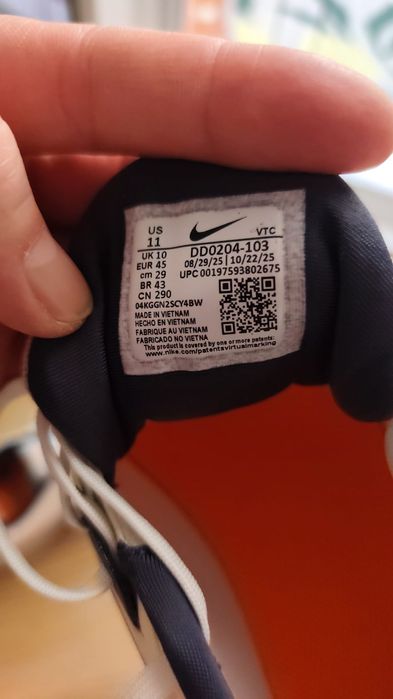 US
11
VTC
UK 10
EUR 45
cm 29
BR 43
CN 290
DD0204-103
08/29/25 | 10/22/25
UPC 00197593802675
04KGGN2SCY4BW
MADE IN VIETNAM
HECHO EN VIETNAM
FABRIQUE AU VIETNAM
FABRICADO NO VIETNA
This product is covered by one or more patents:
www.nike.com/patentsvirtualmarking